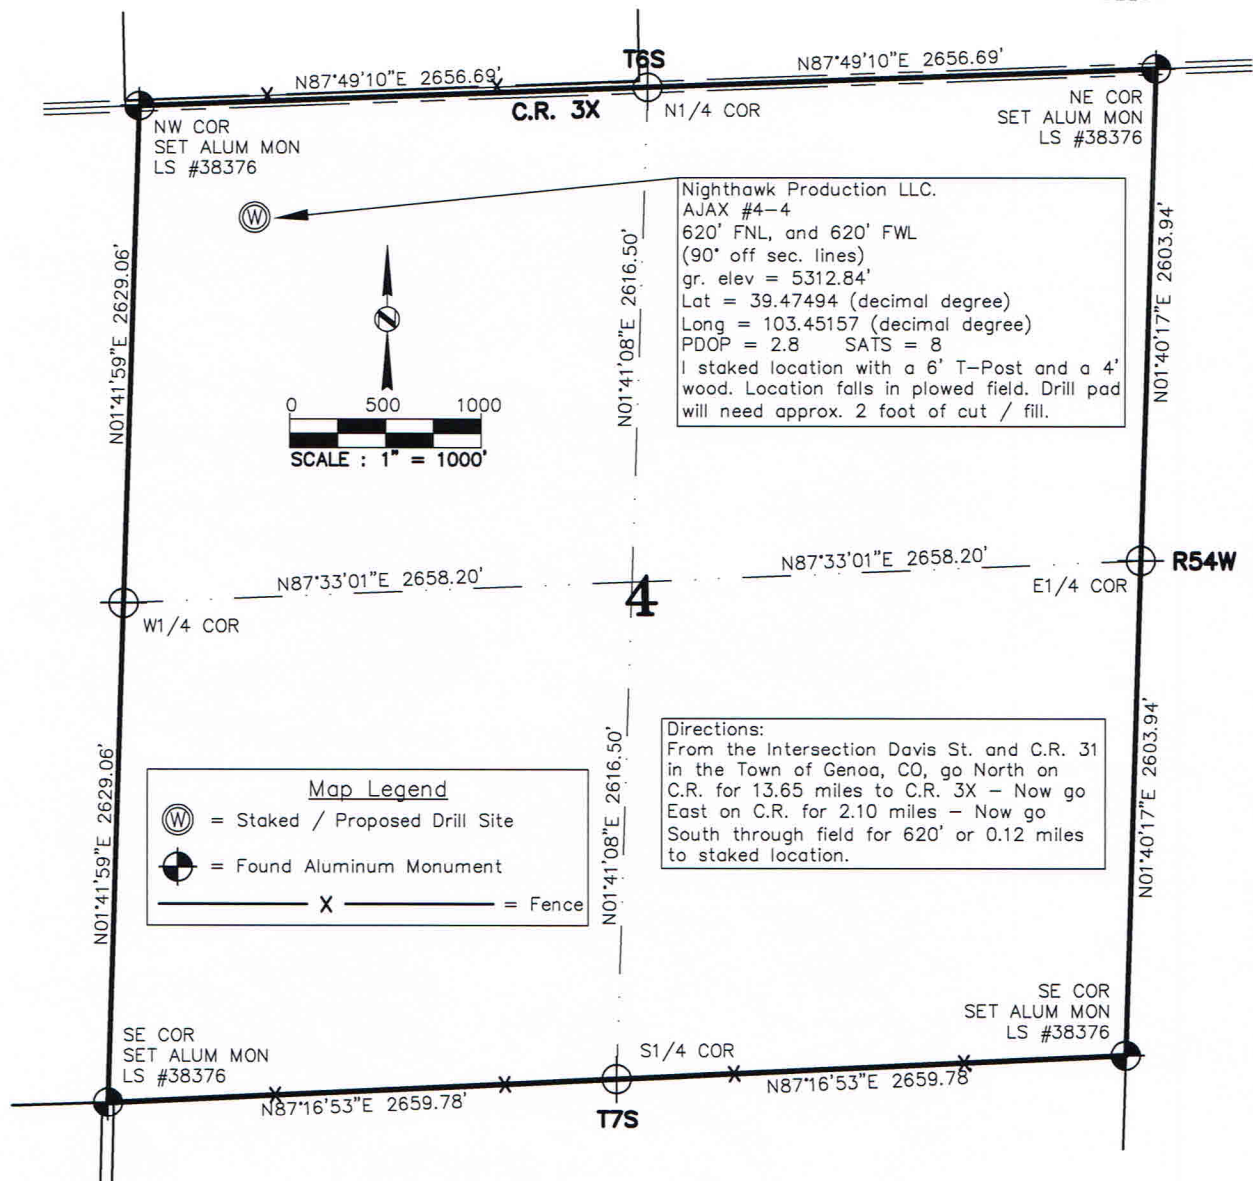 T6S
N87°49'10"E 2656.69'
N87°49'10"E 2656.69'
C.R. 3X
N1/4 COR
NW COR
SET ALUM MON
LS #38376
NE COR
SET ALUM MON
LS #38376
W
Nighthawk Production LLC.
AJAX #4-4
620' FNL, and 620' FWL
(90° off sec. lines)
gr. elev = 5312.84'
Lat = 39.47494 (decimal degree)
Long = 103.45157 (decimal degree)
PDOP = 2.8 SATS = 8
I staked location with a 6' T-Post and a 4'
wood. Location falls in plowed field. Drill pad
will need approx. 2 foot of cut / fill.
N01°41'59"E 2629.06'
N
N01°41'08"E 2616.50'
N01°40'17"E 2603.94'
0 500 1000
SCALE : 1" = 1000'
N87°33'01"E 2658.20'
N87°33'01"E 2658.20'
R54W
E1/4 COR
4
W1/4 COR
N01°41'59"E 2629.06'
N01°41'08"E 2616.50'
N01°40'17"E 2603.94'
Directions:
From the Intersection Davis St. and C.R. 31
in the Town of Genoa, CO, go North on
C.R. for 13.65 miles to C.R. 3X - Now go
East on C.R. for 2.10 miles - Now go
South through field for 620' or 0.12 miles
to staked location.
Map Legend
W = Staked / Proposed Drill Site
= Found Aluminum Monument
X = Fence
SE COR
SET ALUM MON
LS #38376
SE COR
SET ALUM MON
LS #38376
S1/4 COR
N87°16'53"E 2659.78'
N87°16'53"E 2659.78'
T7S